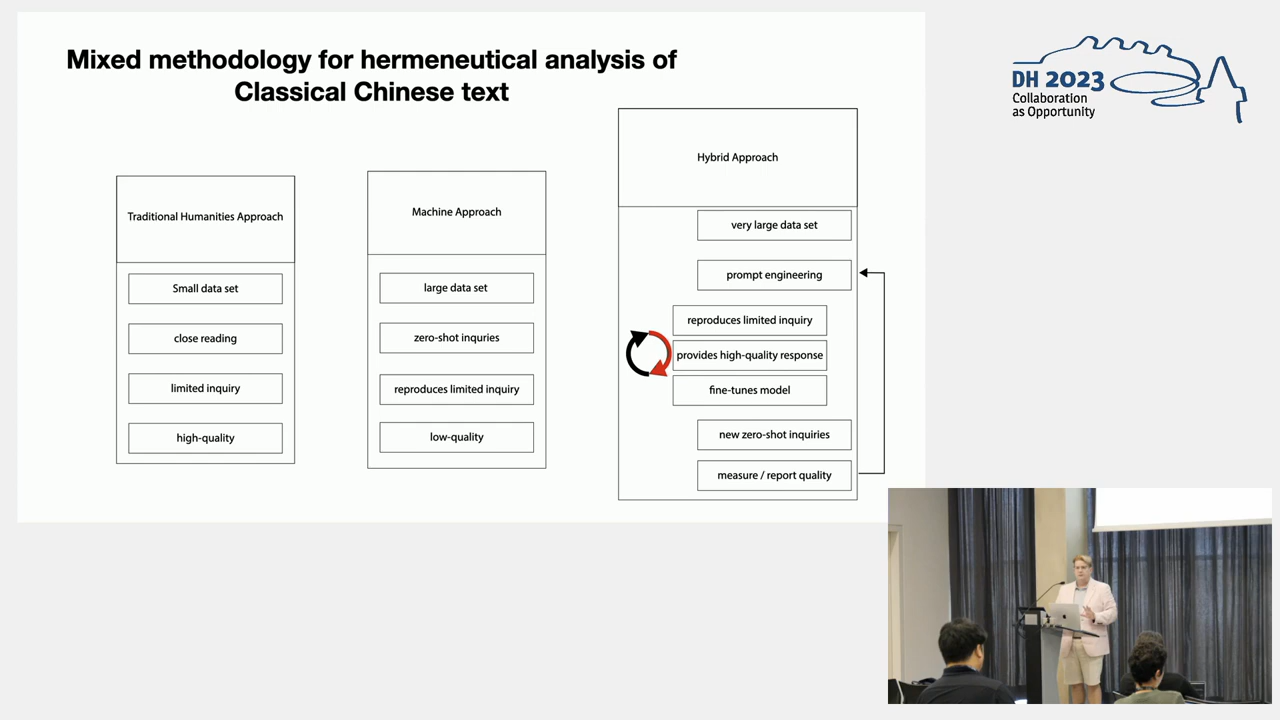 Mixed methodology for hermeneutical analysis of
Classical Chinese text
Traditional Humanities Approach
Small data set
close reading
limited inquiry
high-quality
Machine Approach
large data set
zero-shot inquries
reproduces limited inquiry
low-quality
Hybrid Approach
very large data set
prompt engineering
reproduces limited inquiry
provides high-quality response
fine-tunes model
new zero-shot inquiries
measure / report quality
DH 2023
Collaboration
as Opportunity